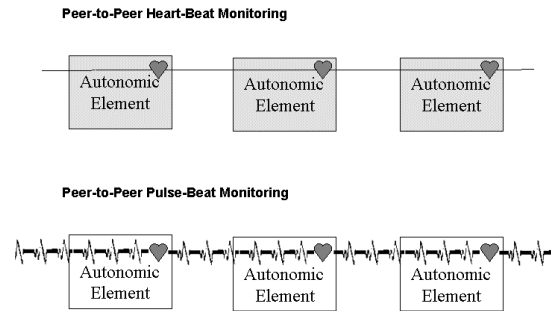 Peer-to-Peer Heart-Beat Monitoring
Autonomic Autonomic Autonomic
Element Element Element
Peer-to-Peer Pulse-Beat Monitoring
Autonomic Autonomic Autonomic
Element Element Element